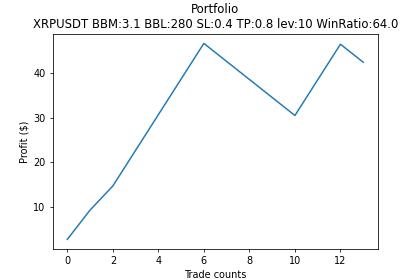 Portfolio
XRPUSDT BBM:3.1 BBL:280 SL:0.4 TP:0.8 lev:10 WinRatio:64.0
Profit ($)
40
30
20
10
0 2 4 6 8 10 12
Trade counts